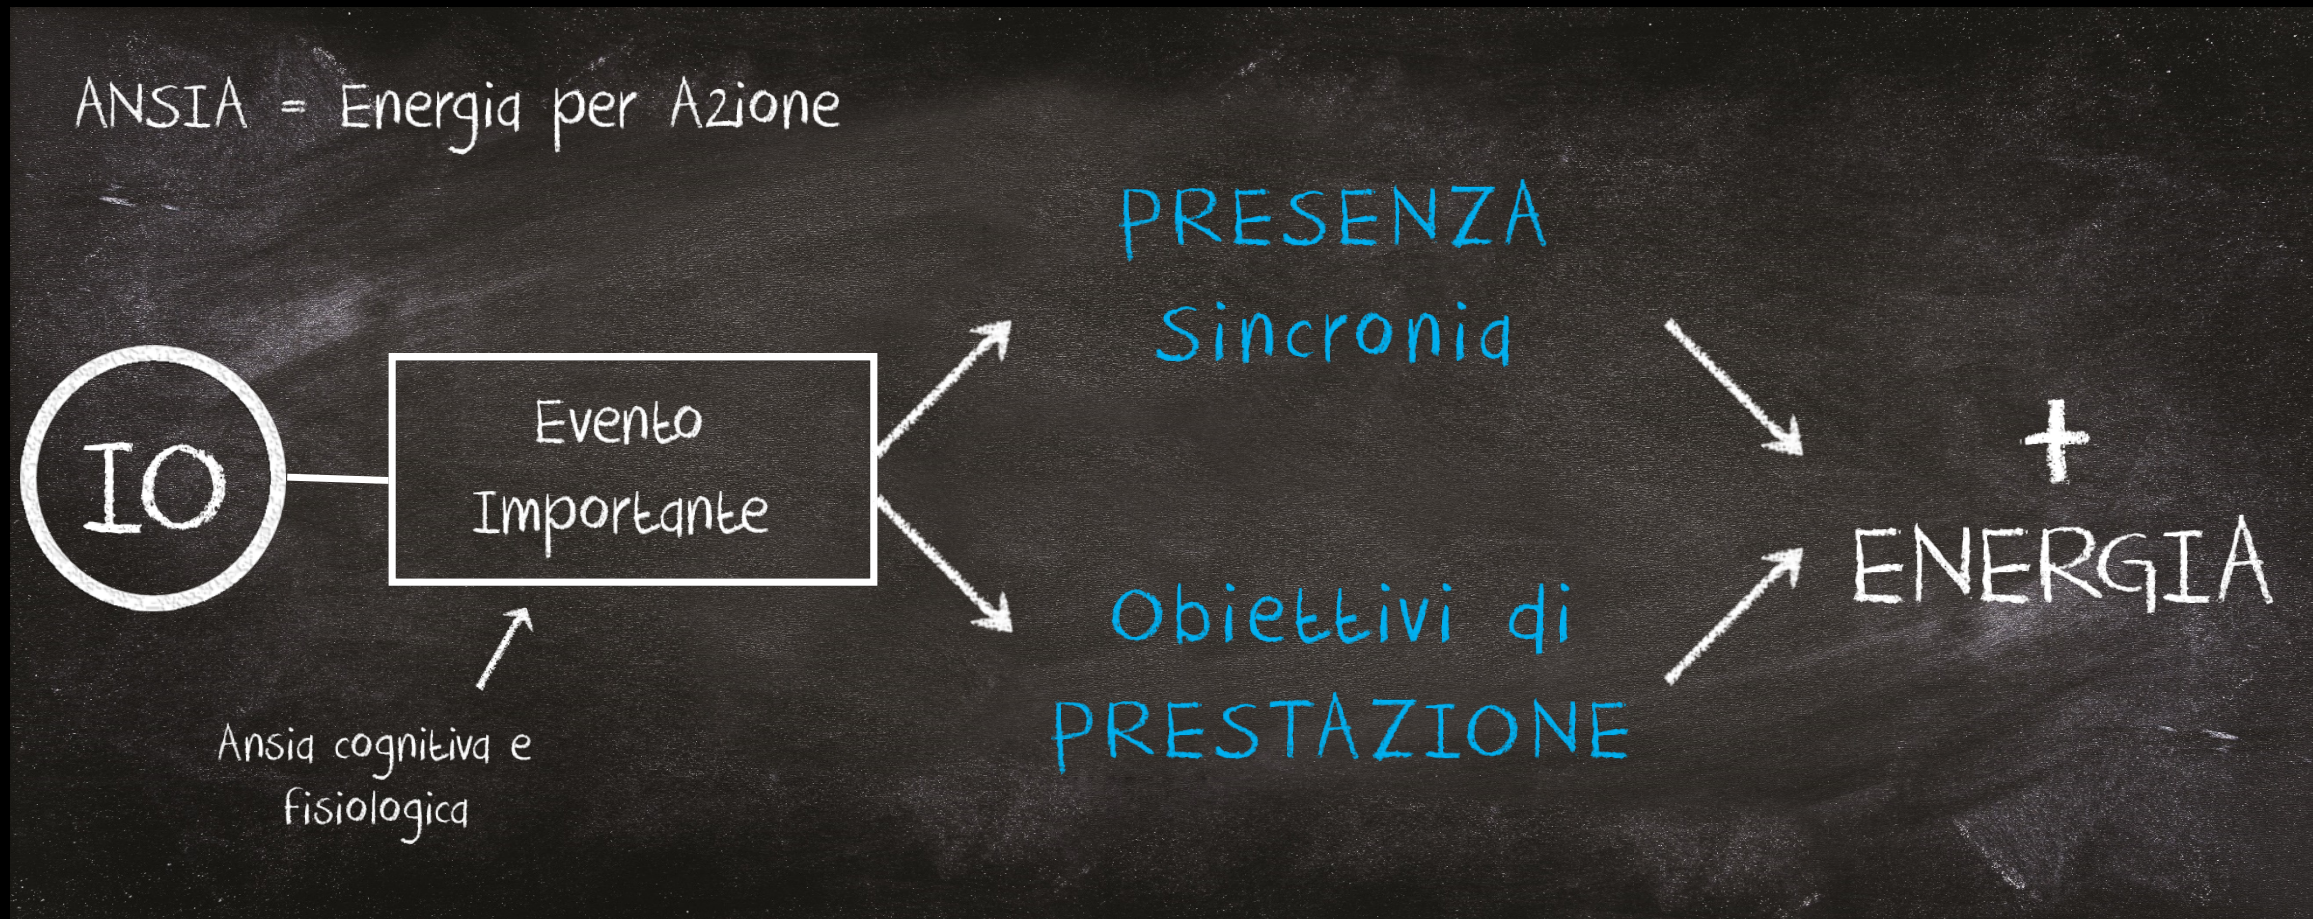 ANSIA = Energia per Azione
PRESENZA
Sincronia
IO
Evento
Importante
+
ENERGIA
Obiettivi di
PRESTAZIONE
Ansia cognitiva e
fisiologica